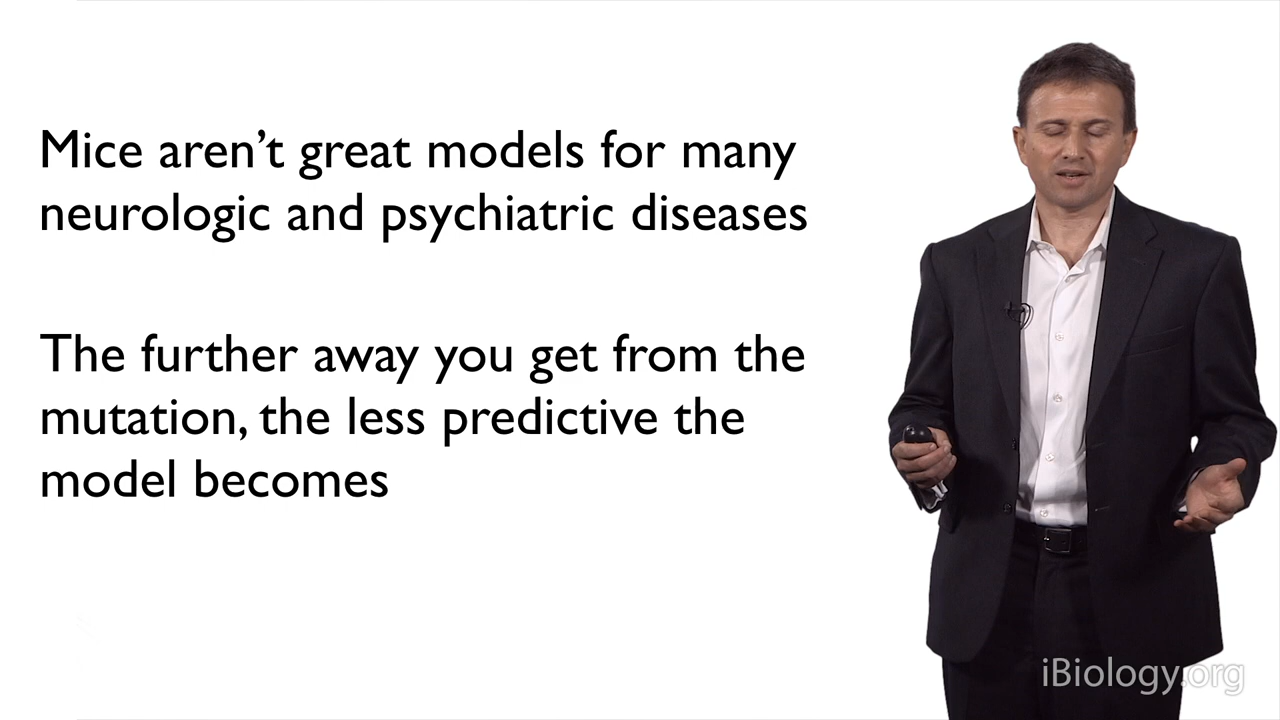 Mice aren’t great models for many
neurologic and psychiatric diseases
The further away you get from the
mutation, the less predictive the
model becomes
iBiology.org